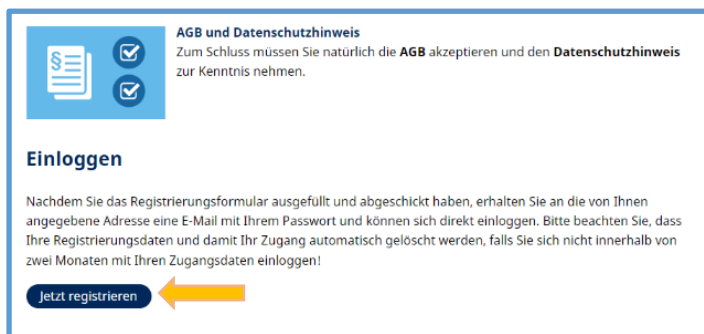 AGB und Datenschutzhinweis
Zum Schluss müssen Sie natürlich die AGB akzeptieren und den Datenschutzhinweis
zur Kenntnis nehmen.
§
Einloggen
Nachdem Sie das Registrierungsformular ausgefüllt und abgeschickt haben, erhalten Sie an die von Ihnen
angegebene Adresse eine E-Mail mit Ihrem Passwort und können sich direkt einloggen. Bitte beachten Sie, dass
Ihre Registrierungsdaten und damit Ihr Zugang automatisch gelöscht werden, falls Sie sich nicht innerhalb von
zwei Monaten mit Ihren Zugangsdaten einloggen!
Jetzt registrieren